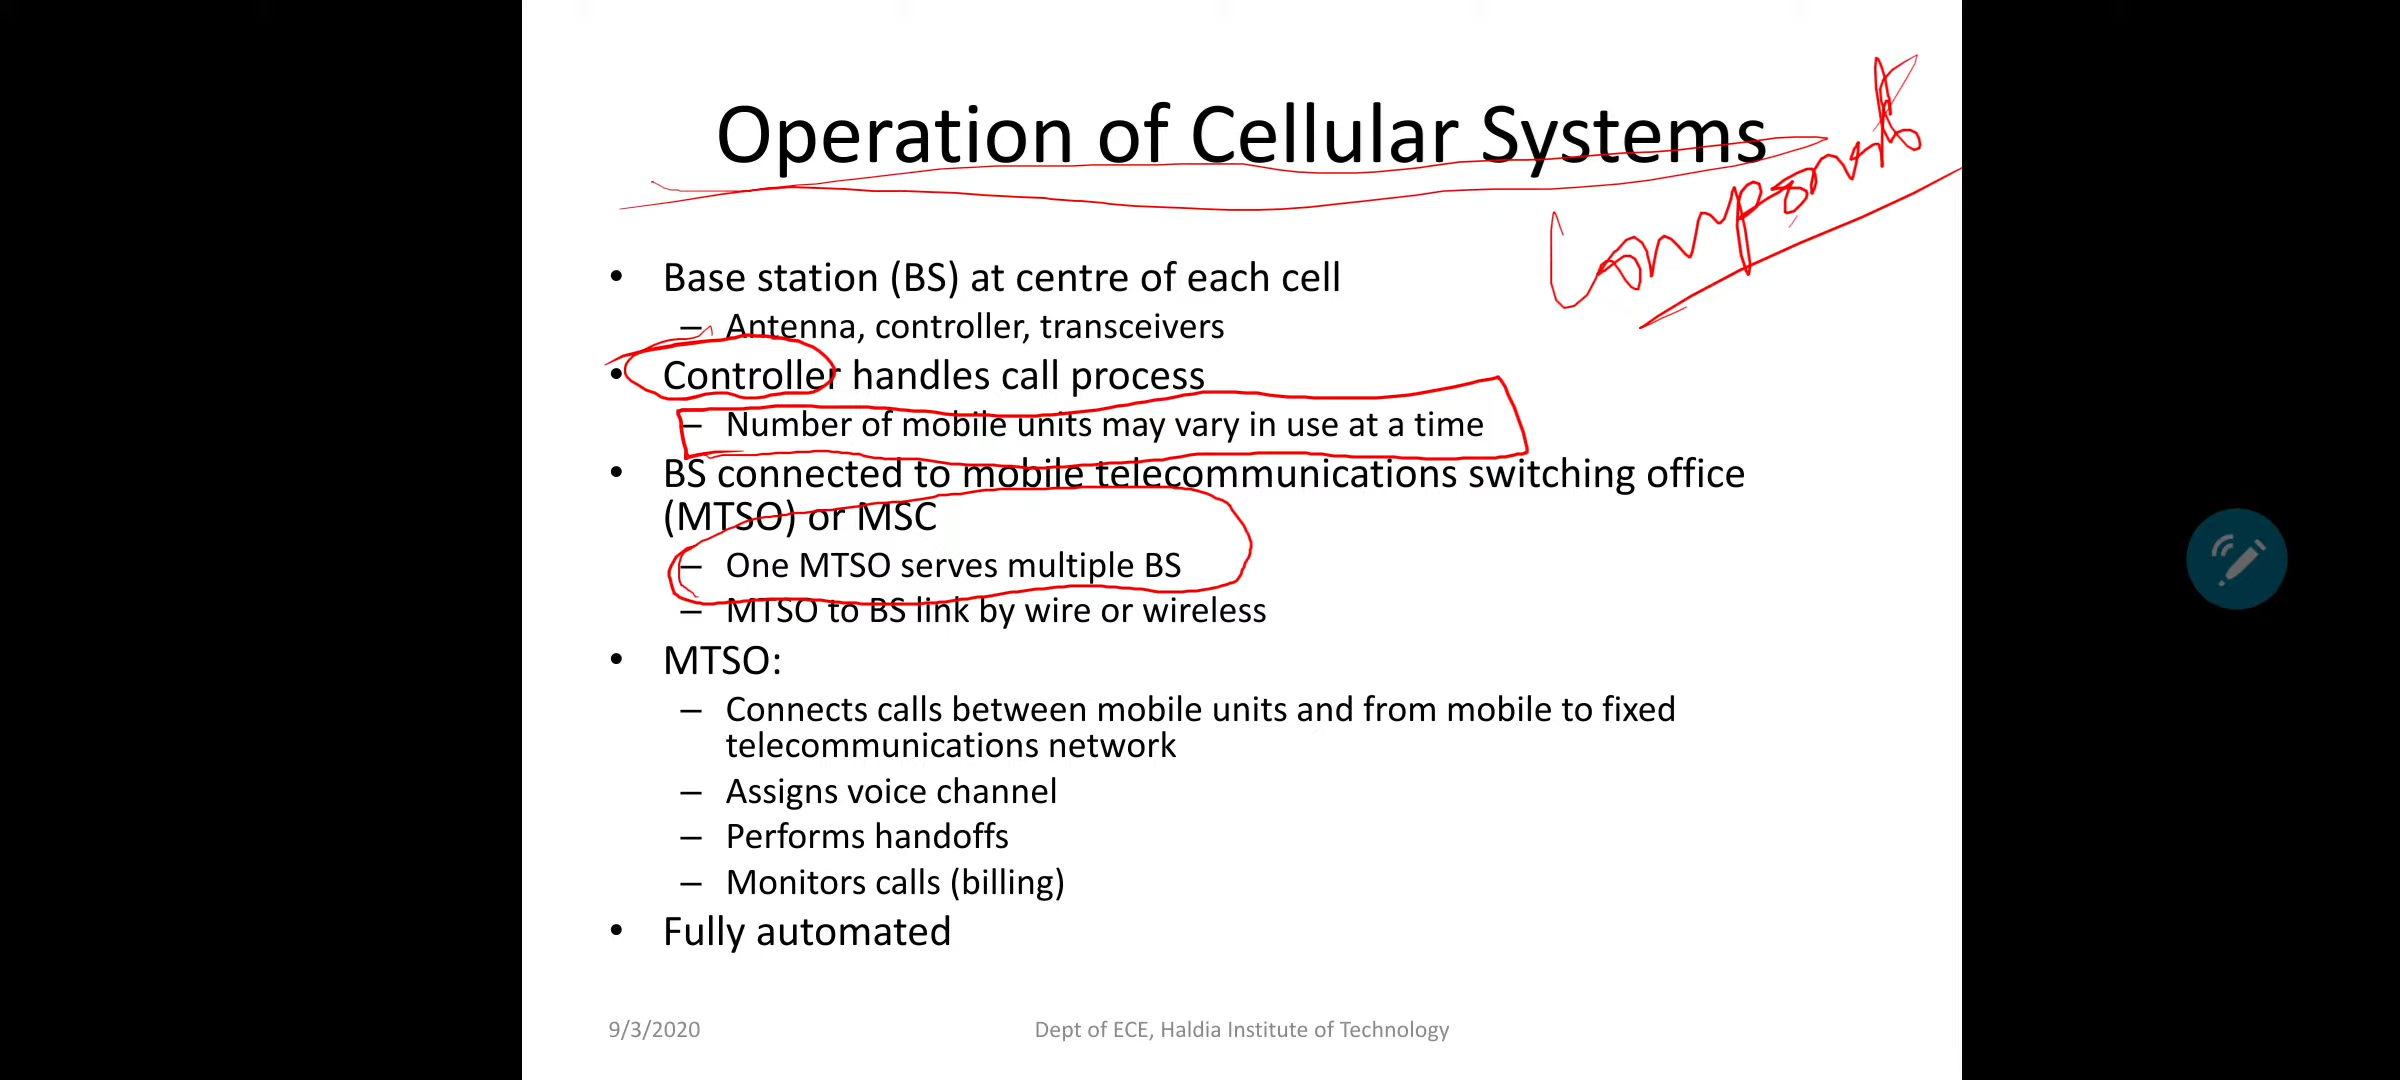 Operation of Cellular Systems
Components
• Base station (BS) at centre of each cell
– Antenna, controller, transceivers
• Controller handles call process
– Number of mobile units may vary in use at a time
• BS connected to mobile telecommunications switching office
(MTSO) or MSC
– One MTSO serves multiple BS
– MTSO to BS link by wire or wireless
• MTSO:
– Connects calls between mobile units and from mobile to fixed
telecommunications network
– Assigns voice channel
– Performs handoffs
– Monitors calls (billing)
• Fully automated
9/3/2020
Dept of ECE, Haldia Institute of Technology